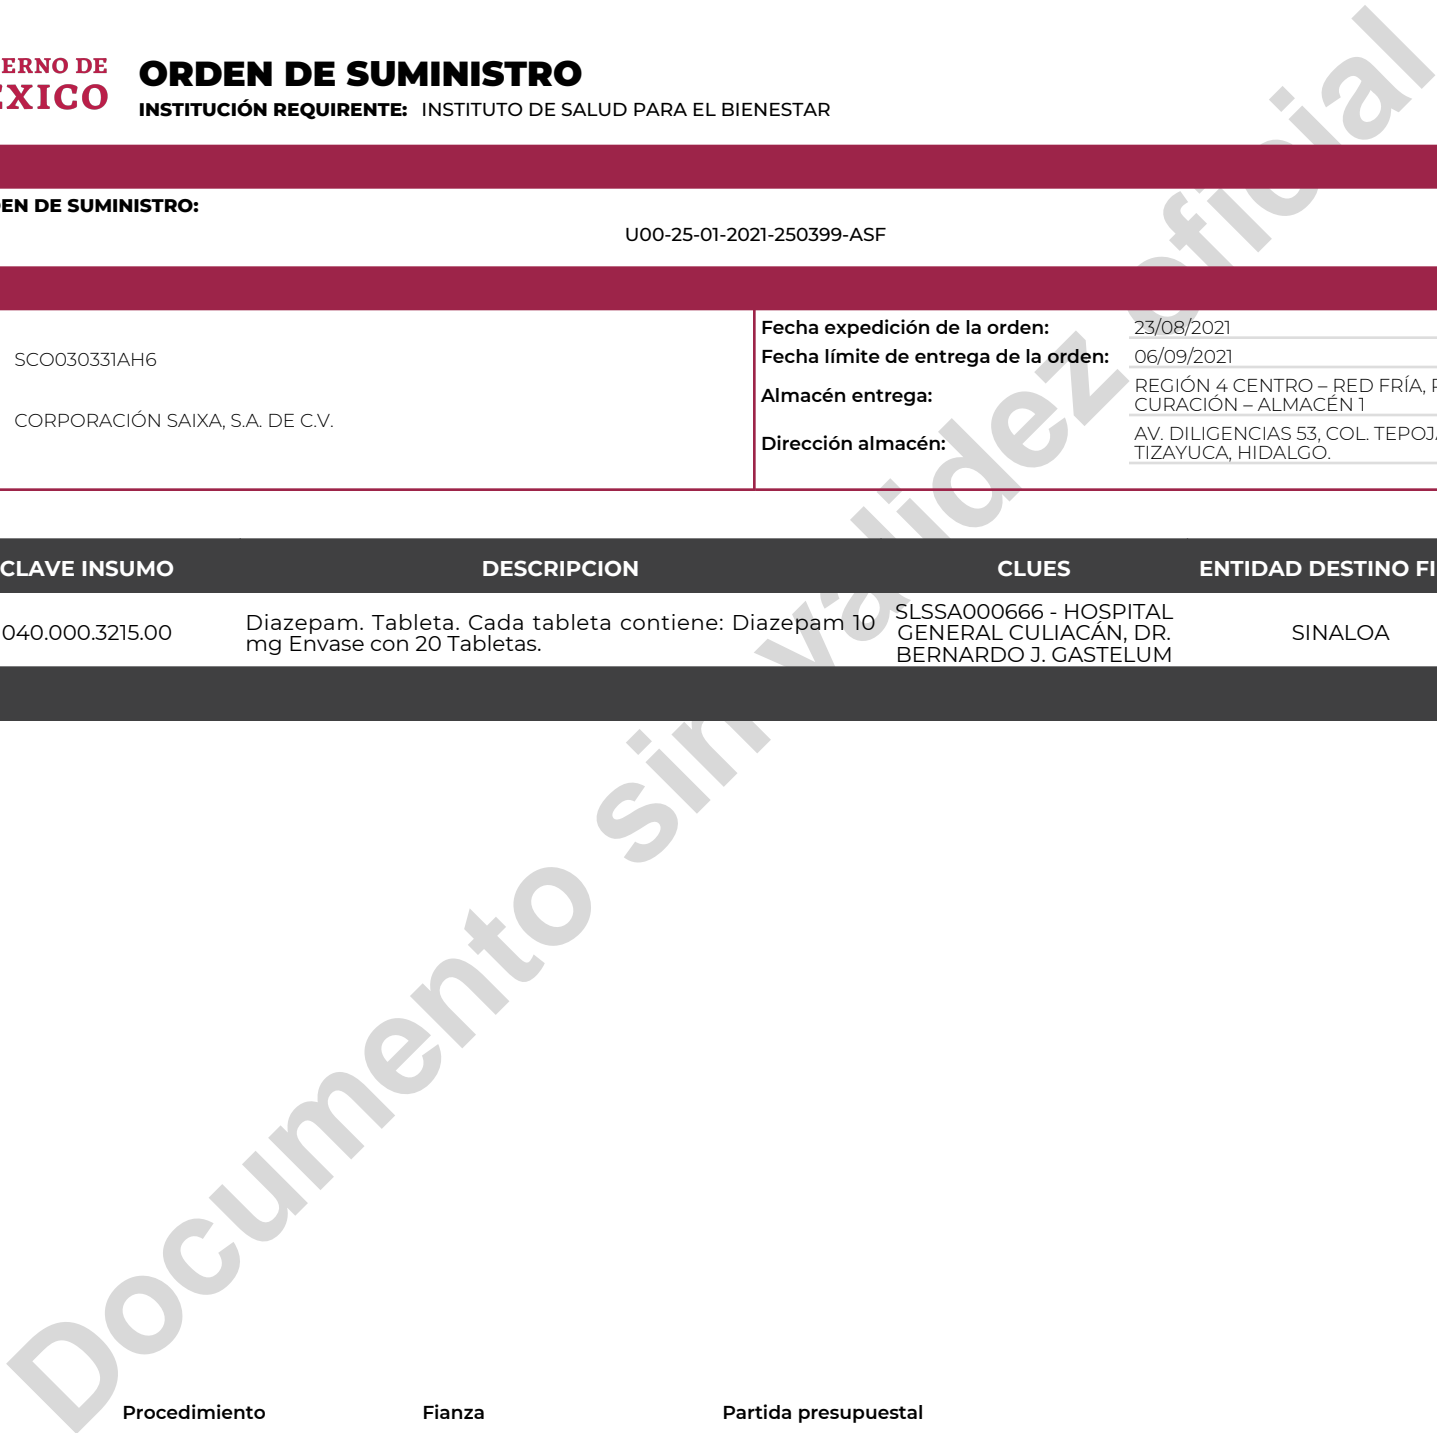 ERNO DE
EXICO
ORDEN DE SUMINISTRO
INSTITUCIÓN REQUIRENTE: INSTITUTO DE SALUD PARA EL BIENESTAR
EN DE SUMINISTRO:
U00-25-01-2021-250399-ASF
SCO030331AH6
CORPORACIÓN SAIXA, S.A. DE C.V.
Fecha expedición de la orden: 23/08/2021
Fecha límite de entrega de la orden: 06/09/2021
Almacén entrega: REGIÓN 4 CENTRO – RED FRÍA,
CURACIÓN – ALMACÉN 1
Dirección almacén: AV. DILIGENCIAS 53, COL. TEPOJA
TIZAYUCA, HIDALGO.
CLAVE INSUMO DESCRIPCION CLUES ENTIDAD DESTINO FI
040.000.3215.00
Diazepam. Tableta. Cada tableta contiene: Diazepam 10
mg Envase con 20 Tabletas.
SLSSA000666 - HOSPITAL
GENERAL CULIACÁN, DR.
BERNARDO J. GASTELUM
SINALOA
Documento sin validez oficial
Procedimiento Fianza Partida presupuestal